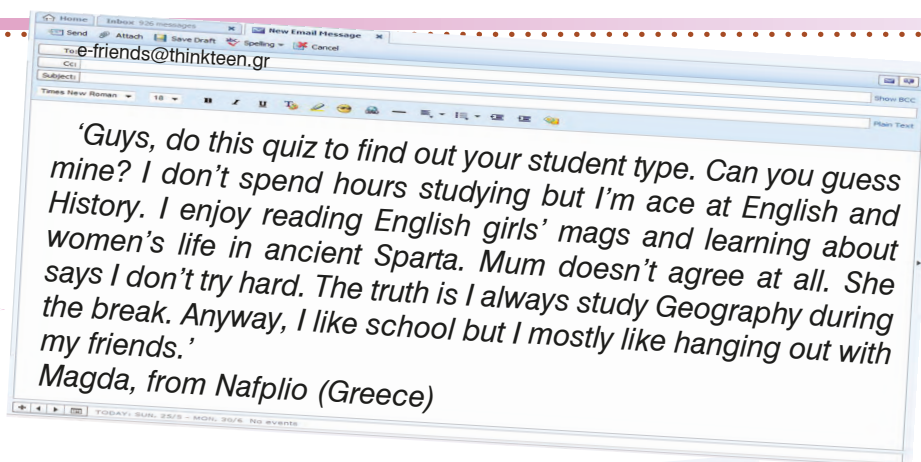 Home Inbox 926 messages New Email Message
Send Attach Save Draft Spelling Cancel
To: e-friends@thinkteen.gr
Cc:
Show BCC
Subject:
Plain Text
Times New Roman 18 B I U
‘Guys, do this quiz to find out your student type. Can you guess
mine? I don’t spend hours studying but I’m ace at English and
History. I enjoy reading English girls’ mags and learning about
women’s life in ancient Sparta. Mum doesn’t agree at all. She
says I don’t try hard. The truth is I always study Geography during
the break. Anyway, I like school but I mostly like hanging out with
my friends.’
Magda, from Nafplio (Greece)
TODAY: SUN, 25/5 - MON, 30/6 No events